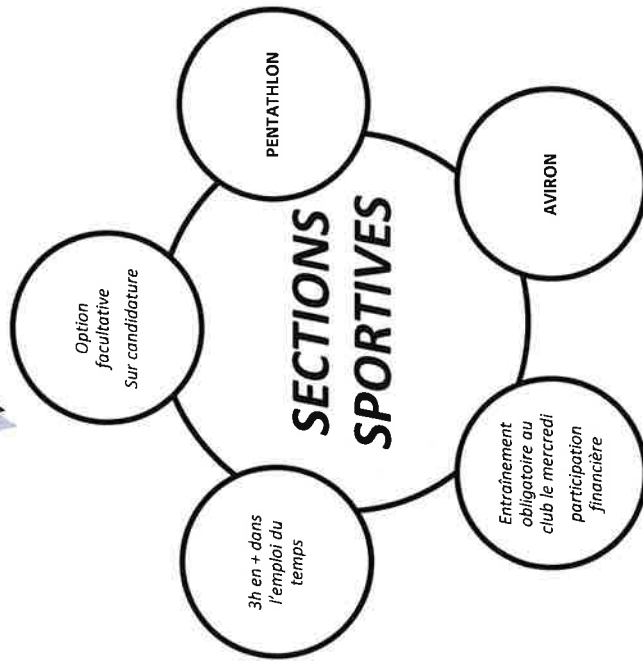 Option
facultative
Sur candidature
3h en + dans
l'emploi du
temps
PENTATHLON
SECTIONS
SPORTIVES
Entraînement
obligatoire au
club le mercredi
participation
financière
AVIRON